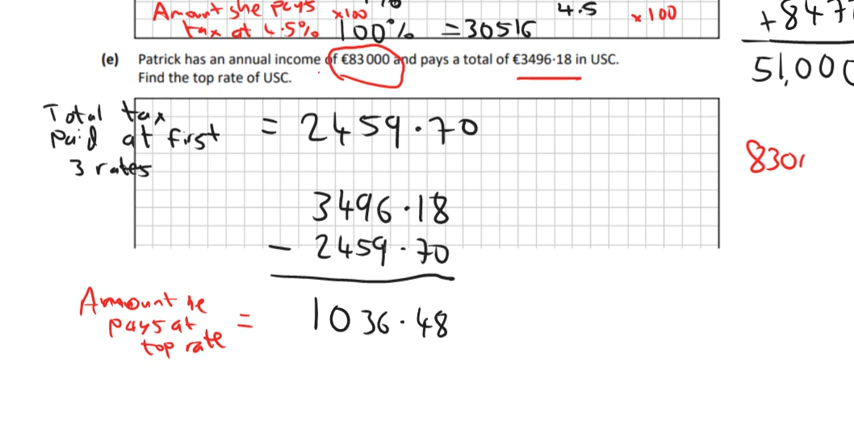 Amount she pays
tax at 4.5%
×100
100% = 30516
4.5
×100
+847
51,000
(e) Patrick has an annual income of €83 000 and pays a total of €3496·18 in USC.
Find the top rate of USC.
Total tax
paid at first
3 rates
= 2459.70
3496.18
- 2459.70
Amount he
pays at
top rate
= 1036.48
830